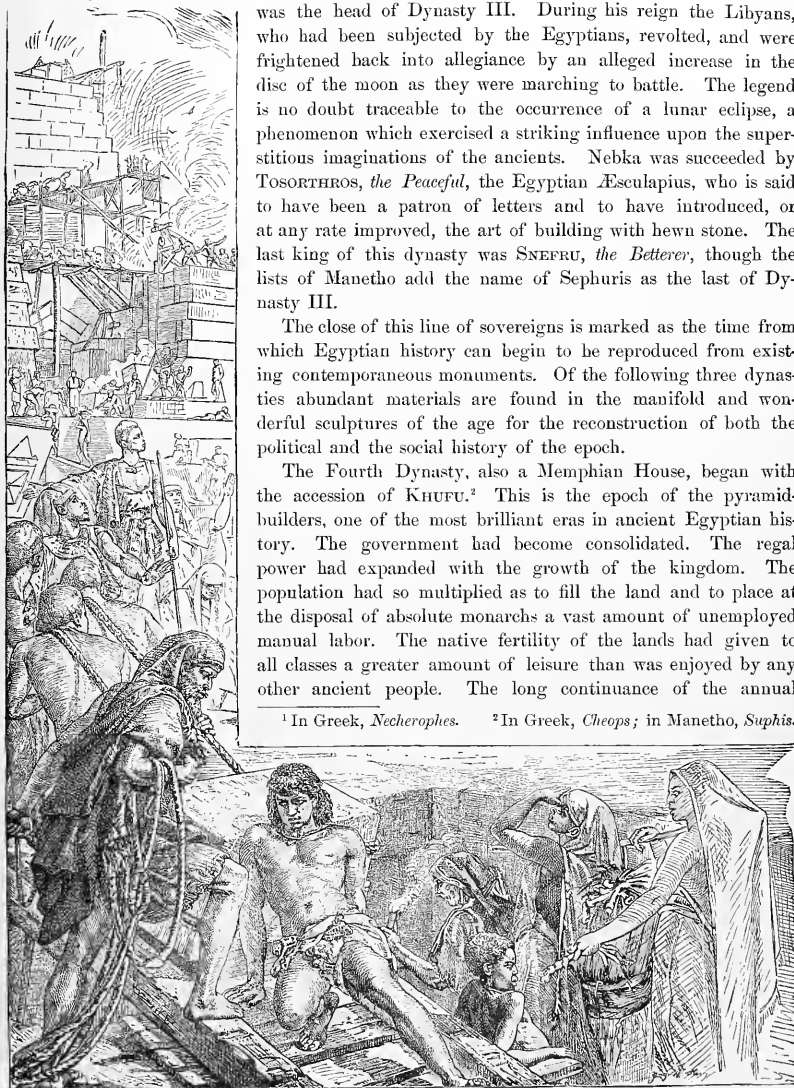 was the head of Dynasty III. During his reign the Libyans,
who had been subjected by the Egyptians, revolted, and were
frightened back into allegiance by an alleged increase in the
disc of the moon as they were marching to battle. The legend
is no doubt traceable to the occurrence of a lunar eclipse, a
phenomenon which exercised a striking influence upon the super-
stitious imaginations of the ancients. Nebka was succeeded by
TOSORTHROS, the Peaceful, the Egyptian Æsculapius, who is said
to have been a patron of letters and to have introduced, or
at any rate improved, the art of building with hewn stone. The
last king of this dynasty was SNEFRU, the Betterer, though the
lists of Manetho add the name of Sephuris as the last of Dy-
nasty III.
The close of this line of sovereigns is marked as the time from
which Egyptian history can begin to be reproduced from exist-
ing contemporaneous monuments. Of the following three dynas-
ties abundant materials are found in the manifold and won-
derful sculptures of the age for the reconstruction of both the
political and the social history of the epoch.
The Fourth Dynasty, also a Memphian House, began with
the accession of KHUFU.² This is the epoch of the pyramid-
builders, one of the most brilliant eras in ancient Egyptian his-
tory. The government had become consolidated. The regal
power had expanded with the growth of the kingdom. The
population had so multiplied as to fill the land and to place at
the disposal of absolute monarchs a vast amount of unemployed
manual labor. The native fertility of the lands had given to
all classes a greater amount of leisure than was enjoyed by any
other ancient people. The long continuance of the annual
¹ In Greek, Necherophes. ² In Greek, Cheops; in Manetho, Suphis.